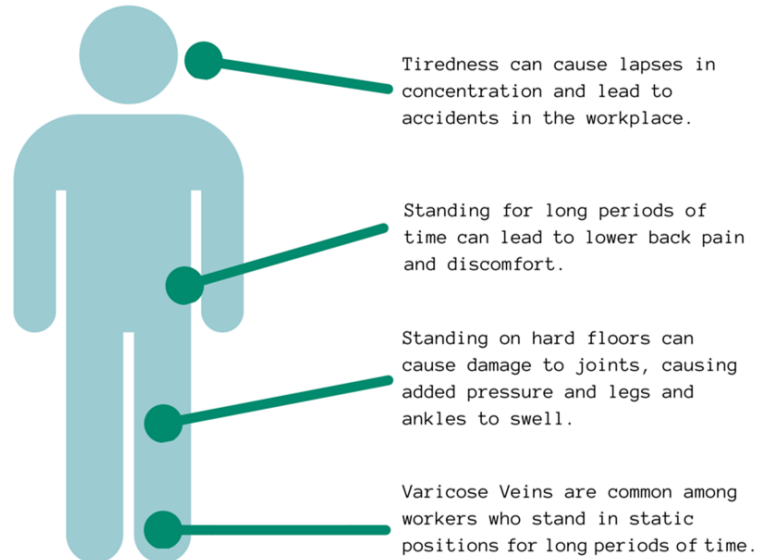 Tiredness can cause lapses in
concentration and lead to
accidents in the workplace.
Standing for long periods of
time can lead to lower back pain
and discomfort.
Standing on hard floors can
cause damage to joints, causing
added pressure and legs and
ankles to swell.
Varicose Veins are common among
workers who stand in static
positions for long periods of time.